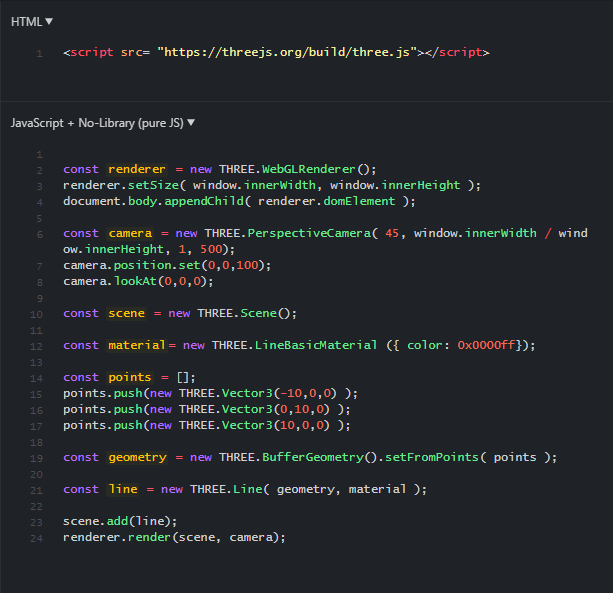 HTML ▼
1 <script src= "https://threejs.org/build/three.js"></script>
JavaScript + No-Library (pure JS) ▼
1
2 const renderer = new THREE.WebGLRenderer();
3 renderer.setSize( window.innerWidth, window.innerHeight );
4 document.body.appendChild( renderer.domElement );
5
6 const camera = new THREE.PerspectiveCamera( 45, window.innerWidth / wind
ow.innerHeight, 1, 500);
7 camera.position.set(0,0,100);
8 camera.lookAt(0,0,0);
9
10 const scene = new THREE.Scene();
11
12 const material= new THREE.LineBasicMaterial ({ color: 0x0000ff});
13
14 const points = [];
15 points.push(new THREE.Vector3(-10,0,0) );
16 points.push(new THREE.Vector3(0,10,0) );
17 points.push(new THREE.Vector3(10,0,0) );
18
19 const geometry = new THREE.BufferGeometry().setFromPoints( points );
20
21 const line = new THREE.Line( geometry, material );
22
23 scene.add(line);
24 renderer.render(scene, camera);